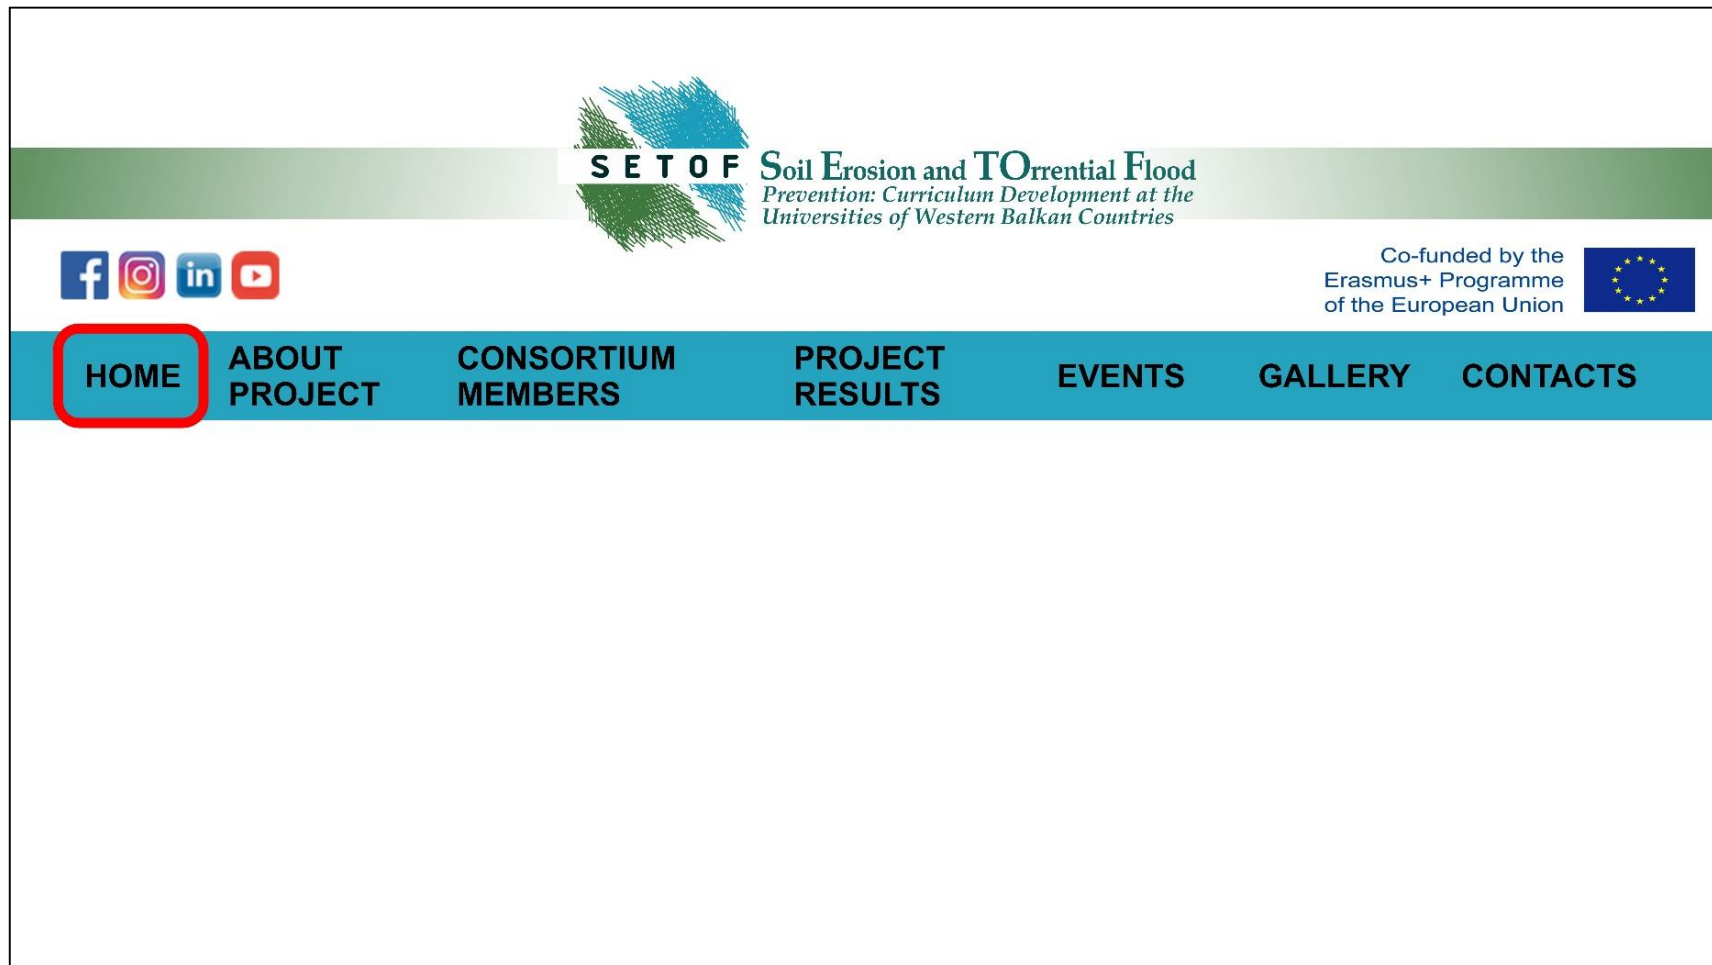 SETOF
Soil Erosion and TOrrential Flood
Prevention: Curriculum Development at the
Universities of Western Balkan Countries
Co-funded by the
Erasmus+ Programme
of the European Union
HOME
ABOUT
PROJECT
CONSORTIUM
MEMBERS
PROJECT
RESULTS
EVENTS
GALLERY
CONTACTS